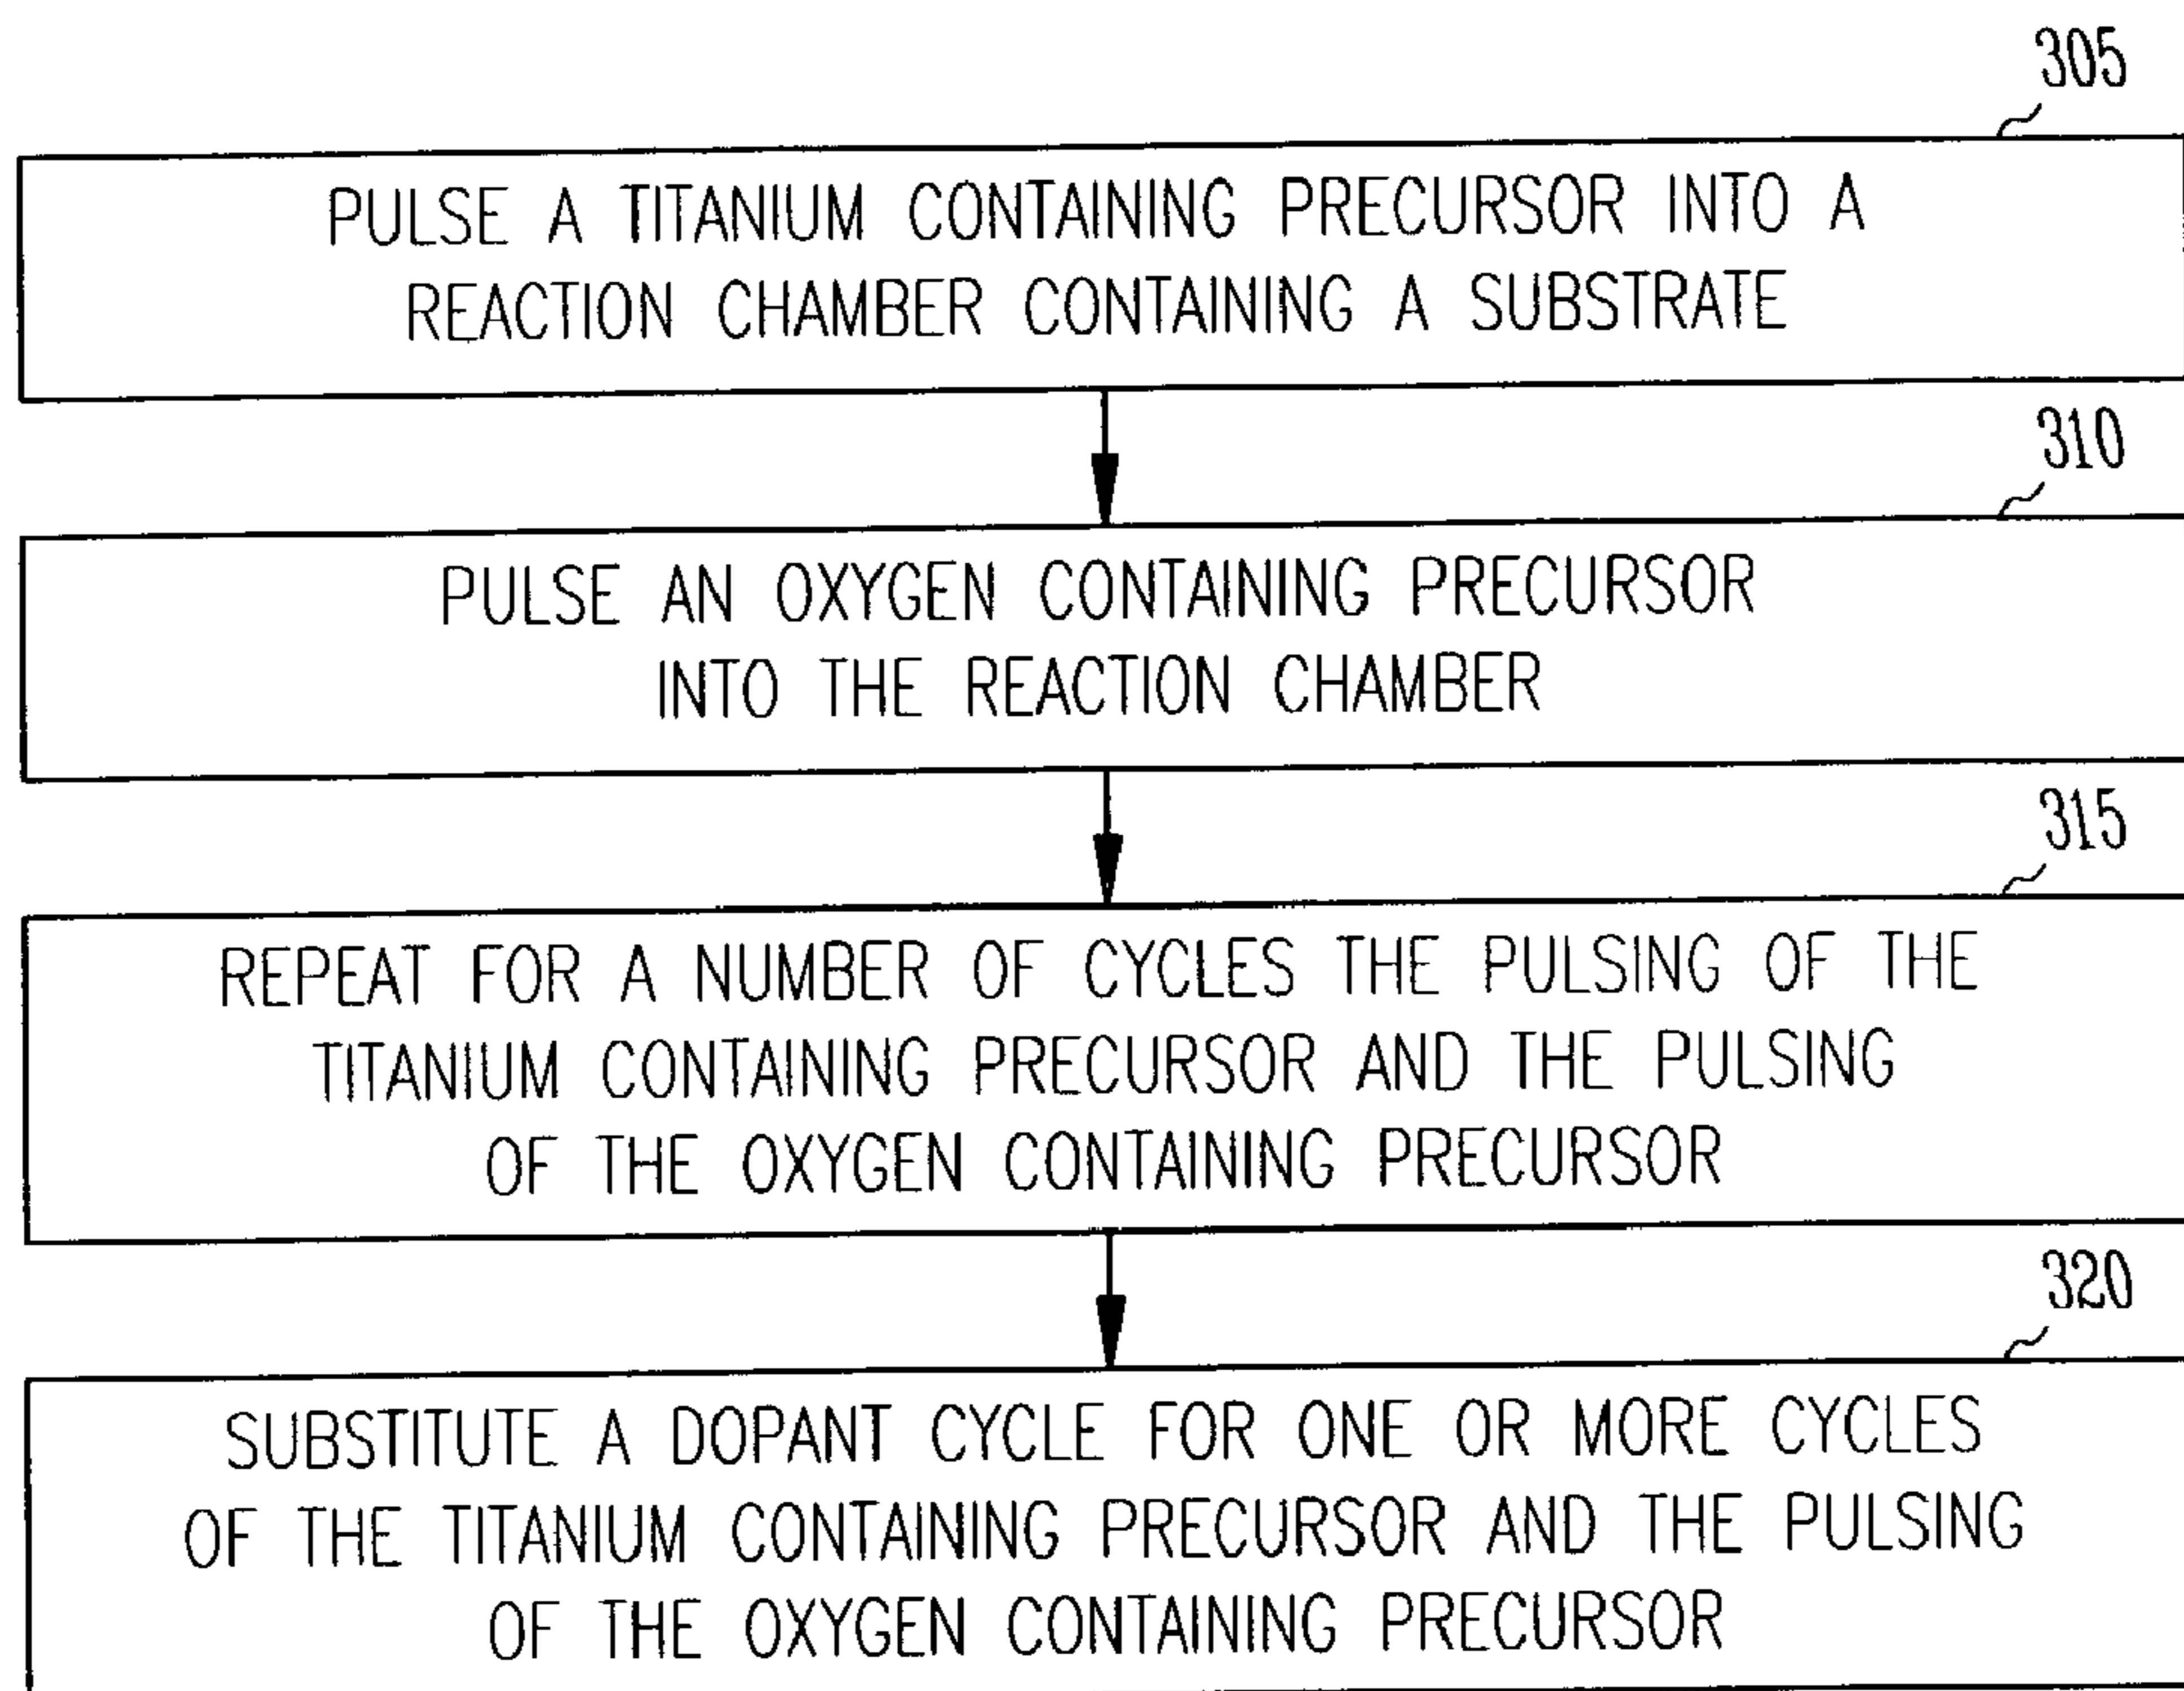 305
PULSE A TITANIUM CONTAINING PRECURSOR INTO A
REACTION CHAMBER CONTAINING A SUBSTRATE
310
PULSE AN OXYGEN CONTAINING PRECURSOR
INTO THE REACTION CHAMBER
315
REPEAT FOR A NUMBER OF CYCLES THE PULSING OF THE
TITANIUM CONTAINING PRECURSOR AND THE PULSING
OF THE OXYGEN CONTAINING PRECURSOR
320
SUBSTITUTE A DOPANT CYCLE FOR ONE OR MORE CYCLES
OF THE TITANIUM CONTAINING PRECURSOR AND THE PULSING
OF THE OXYGEN CONTAINING PRECURSOR